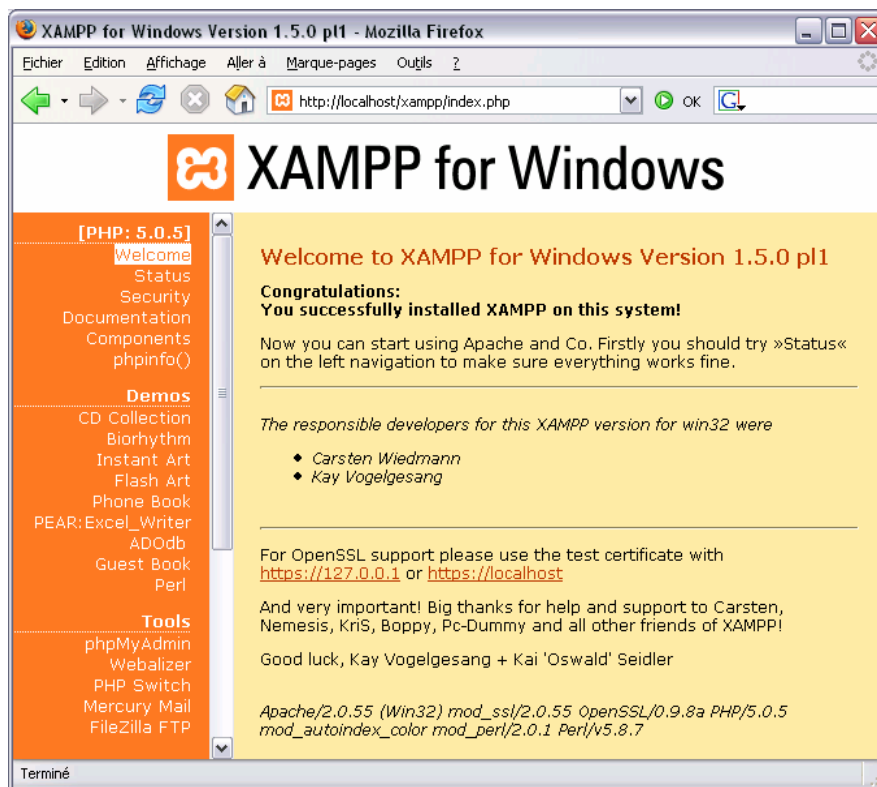 XAMPP for Windows Version 1.5.0 pl1 - Mozilla Firefox
Fichier Edition Affichage Aller à Marque-pages Outils ?
http://localhost/xampp/index.php OK G
XAMPP for Windows
[PHP: 5.0.5]
Welcome
Status
Security
Documentation
Components
phpinfo()
Demos
CD Collection
Biorhythm
Instant Art
Flash Art
Phone Book
PEAR:Excel_Writer
ADOdb
Guest Book
Perl
Tools
phpMyAdmin
Webalizer
PHP Switch
Mercury Mail
FileZilla FTP
Welcome to XAMPP for Windows Version 1.5.0 pl1
Congratulations:
You successfully installed XAMPP on this system!
Now you can start using Apache and Co. Firstly you should try »Status«
on the left navigation to make sure everything works fine.
The responsible developers for this XAMPP version for win32 were
• Carsten Wiedmann
• Kay Vogelgesang
For OpenSSL support please use the test certificate with
https://127.0.0.1 or https://localhost
And very important! Big thanks for help and support to Carsten,
Nemesis, KriS, Boppy, Pc-Dummy and all other friends of XAMPP!
Good luck, Kay Vogelgesang + Kai 'Oswald' Seidler
Apache/2.0.55 (Win32) mod_ssl/2.0.55 OpenSSL/0.9.8a PHP/5.0.5
mod_autoindex_color mod_perl/2.0.1 Perl/v5.8.7
Terminé